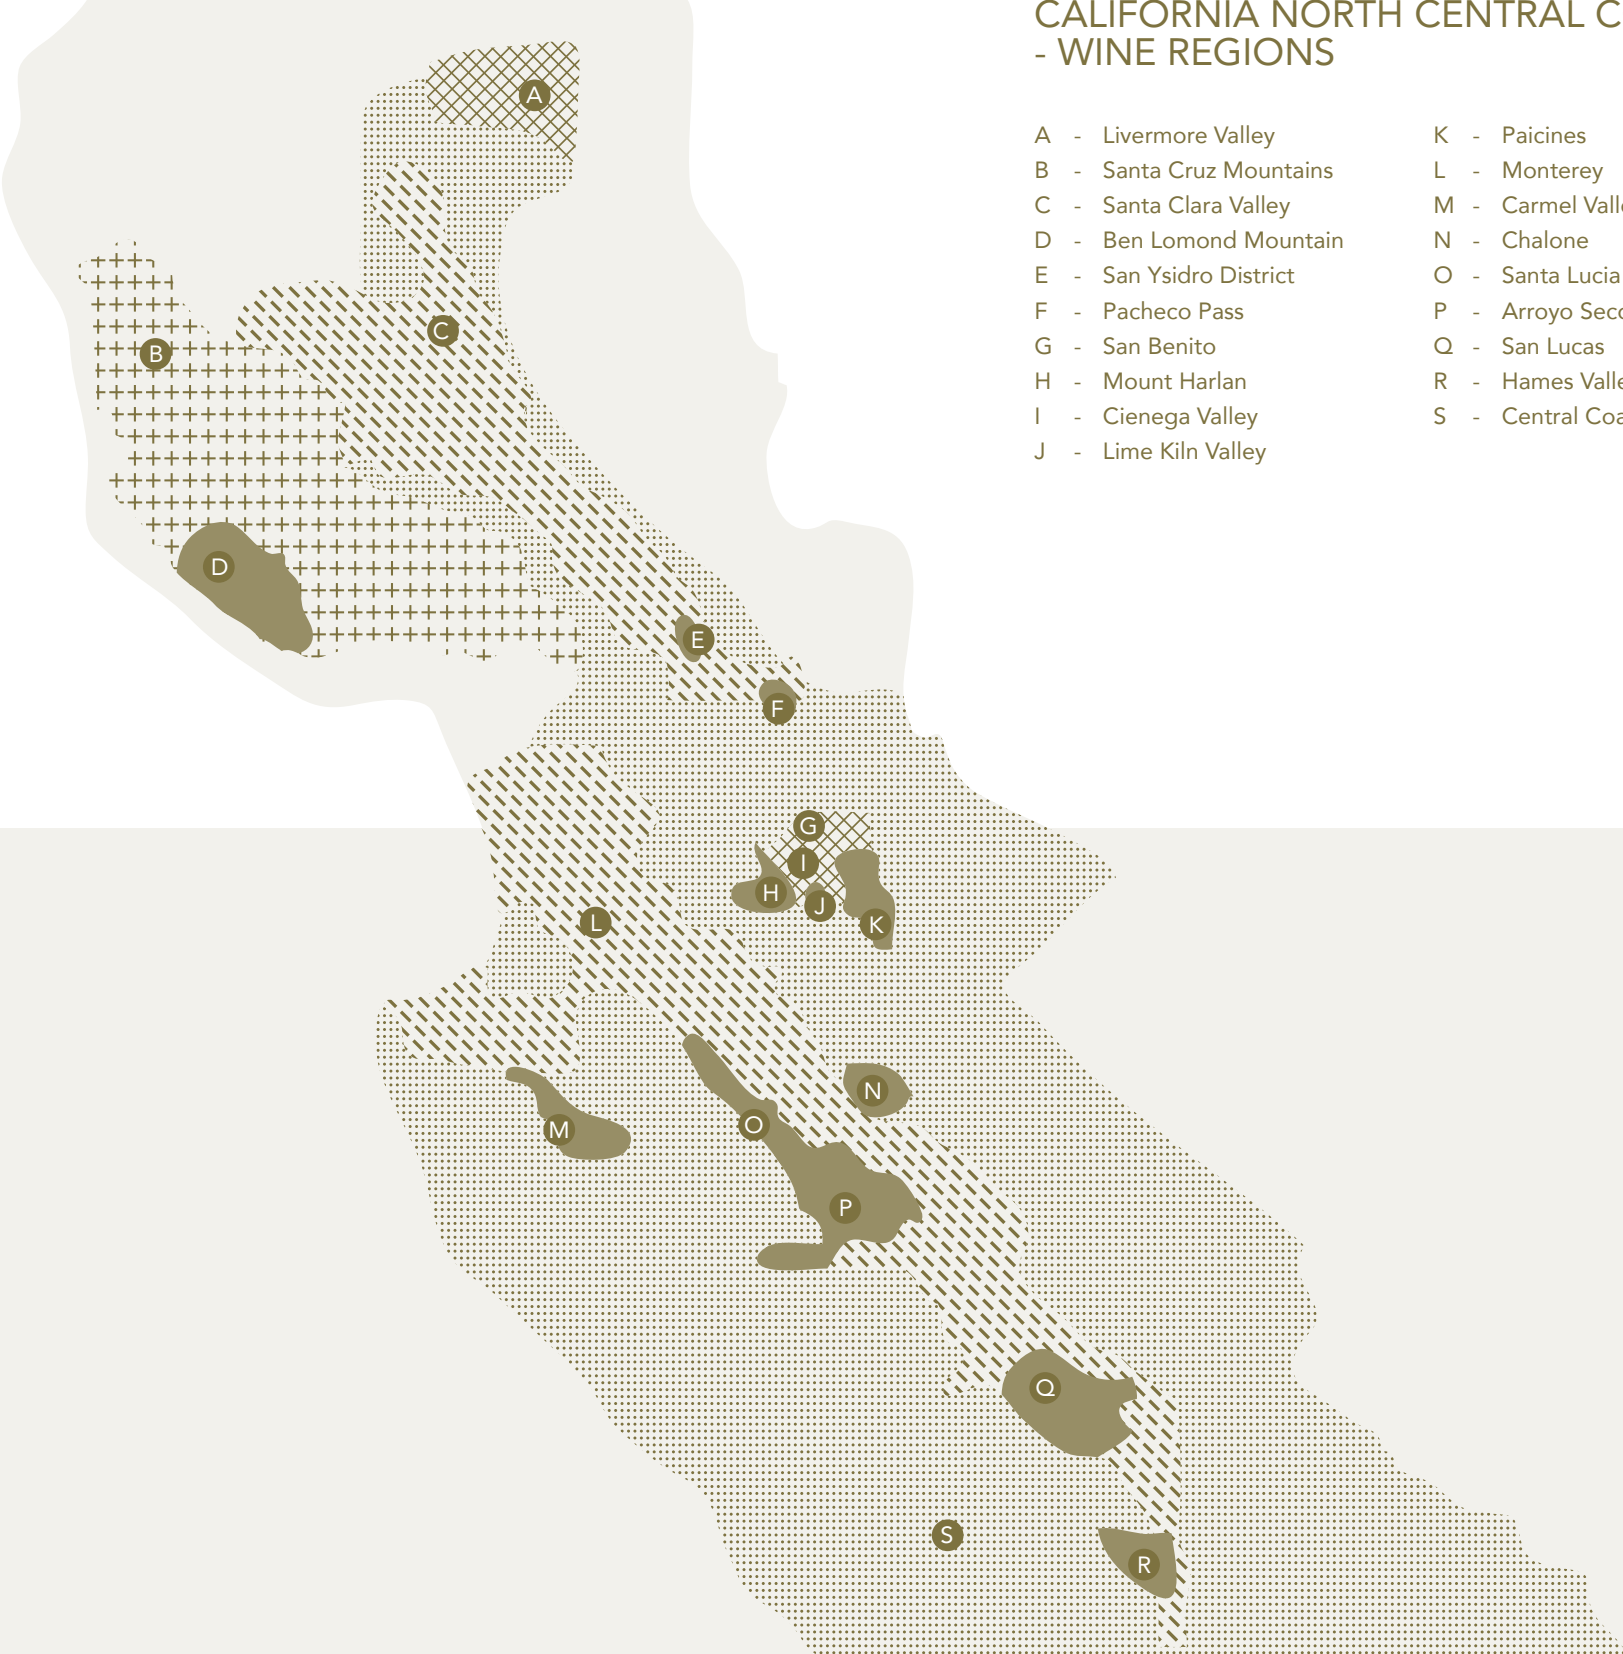 CALIFORNIA NORTH CENTRAL C
- WINE REGIONS
A - Livermore Valley
B - Santa Cruz Mountains
C - Santa Clara Valley
D - Ben Lomond Mountain
E - San Ysidro District
F - Pacheco Pass
G - San Benito
H - Mount Harlan
I - Cienega Valley
J - Lime Kiln Valley
K - Paicines
L - Monterey
M - Carmel Valle
N - Chalone
O - Santa Lucia
P - Arroyo Seco
Q - San Lucas
R - Hames Valle
S - Central Coa
A
B
C
D
E
F
G
I
H
J
K
L
N
M
O
P
Q
S
R